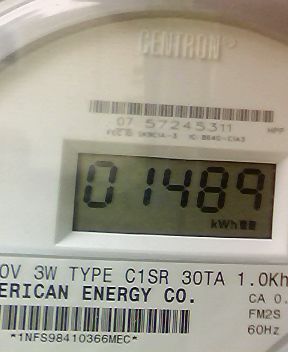 CENTRON®
07 57245311
HPP
01489
kWh
0V 3W TYPE C1SR 30TA 1.0Kh
ERICAN ENERGY CO.
CA 0.
FM2S
60Hz
*1NFS98410366MEC*